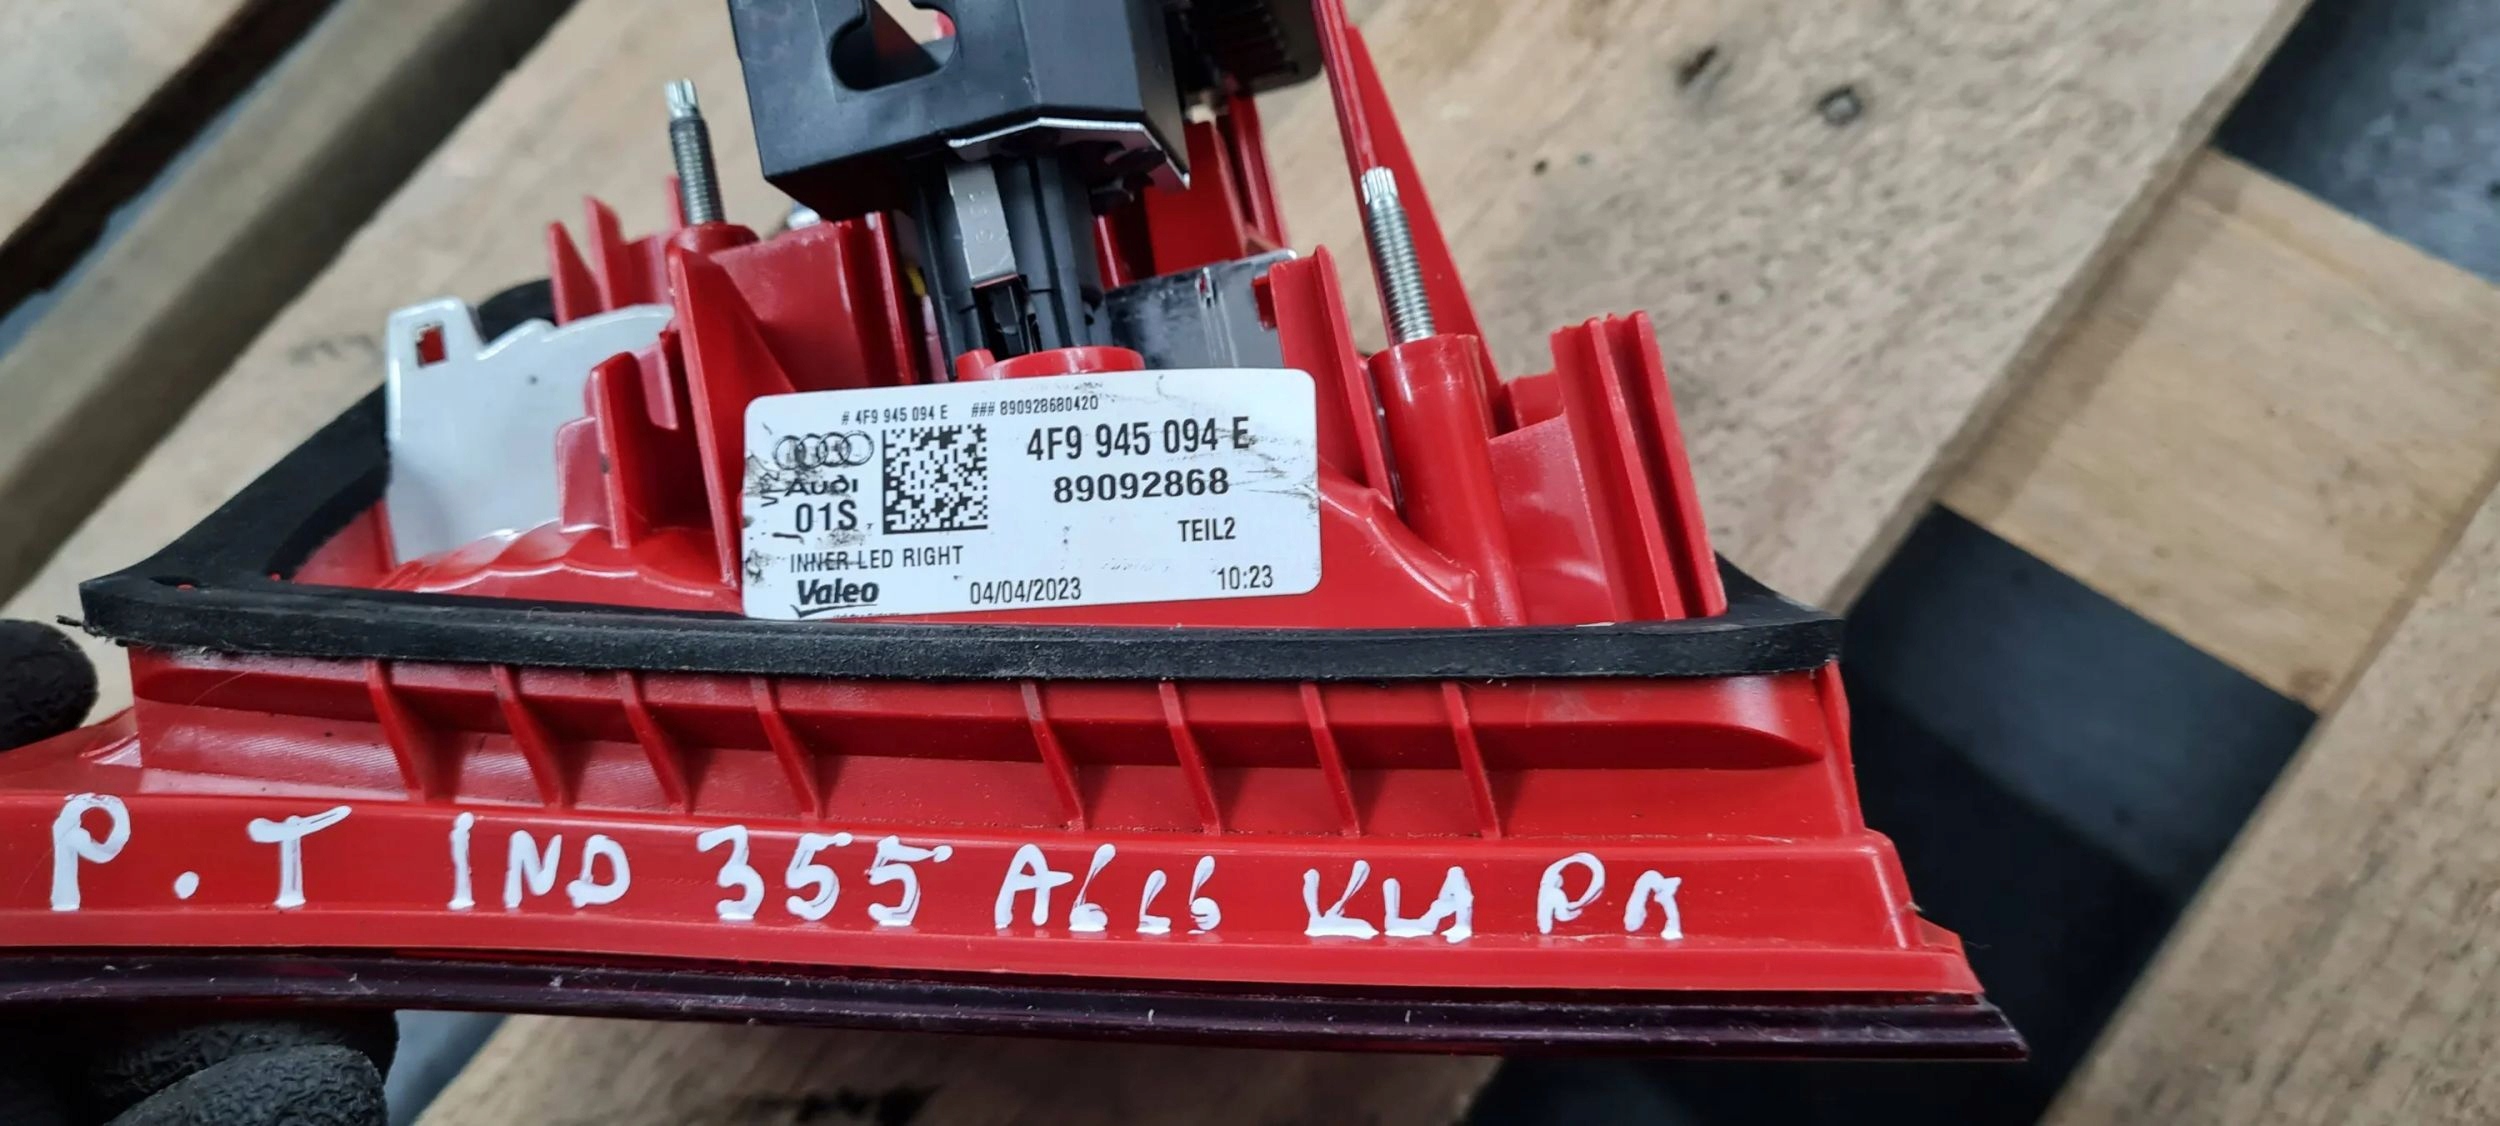 # 4F9 945 094 E ### 890928680420
4F9 945 094 E
Audi
89092868
01S
TEIL2
INNER LED RIGHT
Valeo 04/04/2023 10:23
P.T IND 355 A6C6 KLAPA